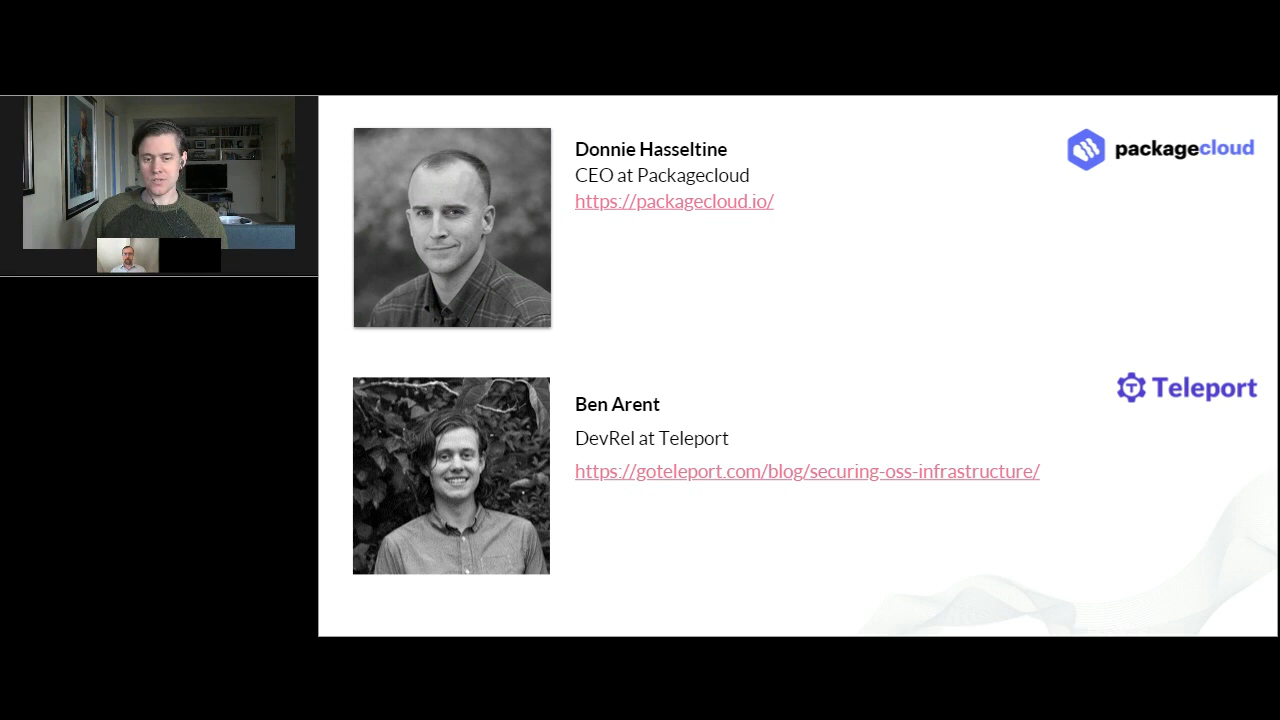 Donnie Hasseltine
CEO at Packagecloud
https://packagecloud.io/
packagecloud
Ben Arent
DevRel at Teleport
https://goteleport.com/blog/securing-oss-infrastructure/
Teleport